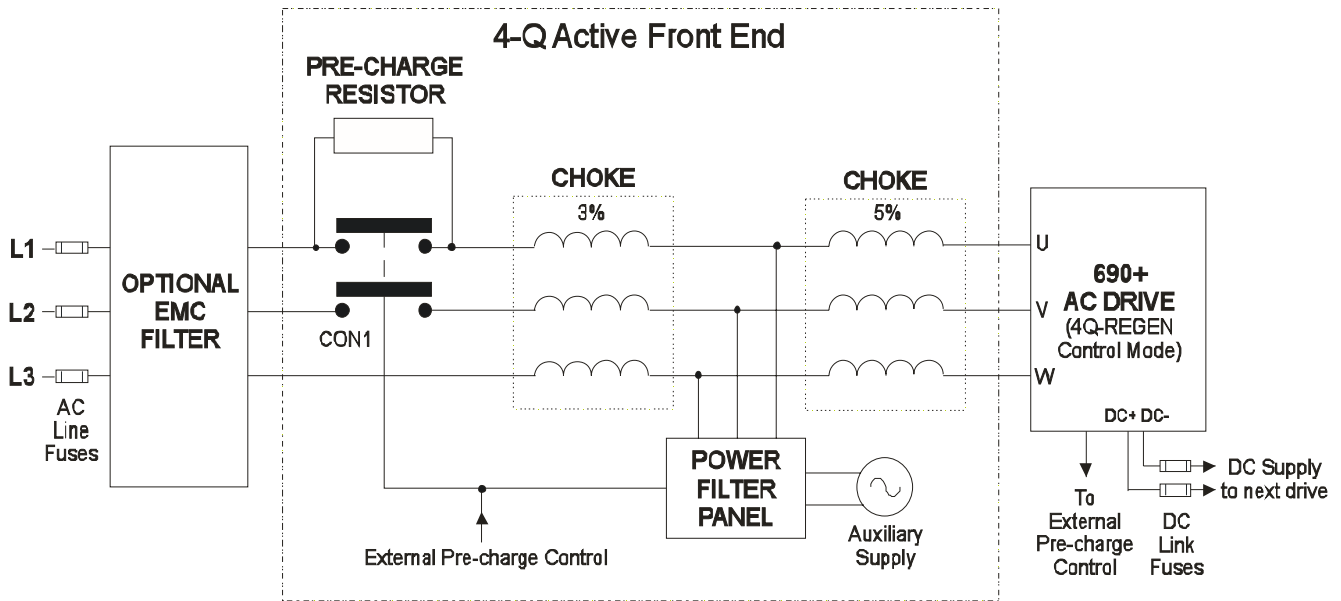 4-Q Active Front End
PRE-CHARGE
RESISTOR
CHOKE
3%
CHOKE
5%
L1
L2
L3
AC
Line
Fuses
OPTIONAL
EMC
FILTER
CON1
U
V
W
690+
AC DRIVE
(4Q-REGEN
Control Mode)
DC+ DC-
POWER
FILTER
PANEL
External Pre-charge Control
Auxiliary
Supply
To
External
Pre-charge
Control
DC
Link
Fuses
DC Supply
to next drive